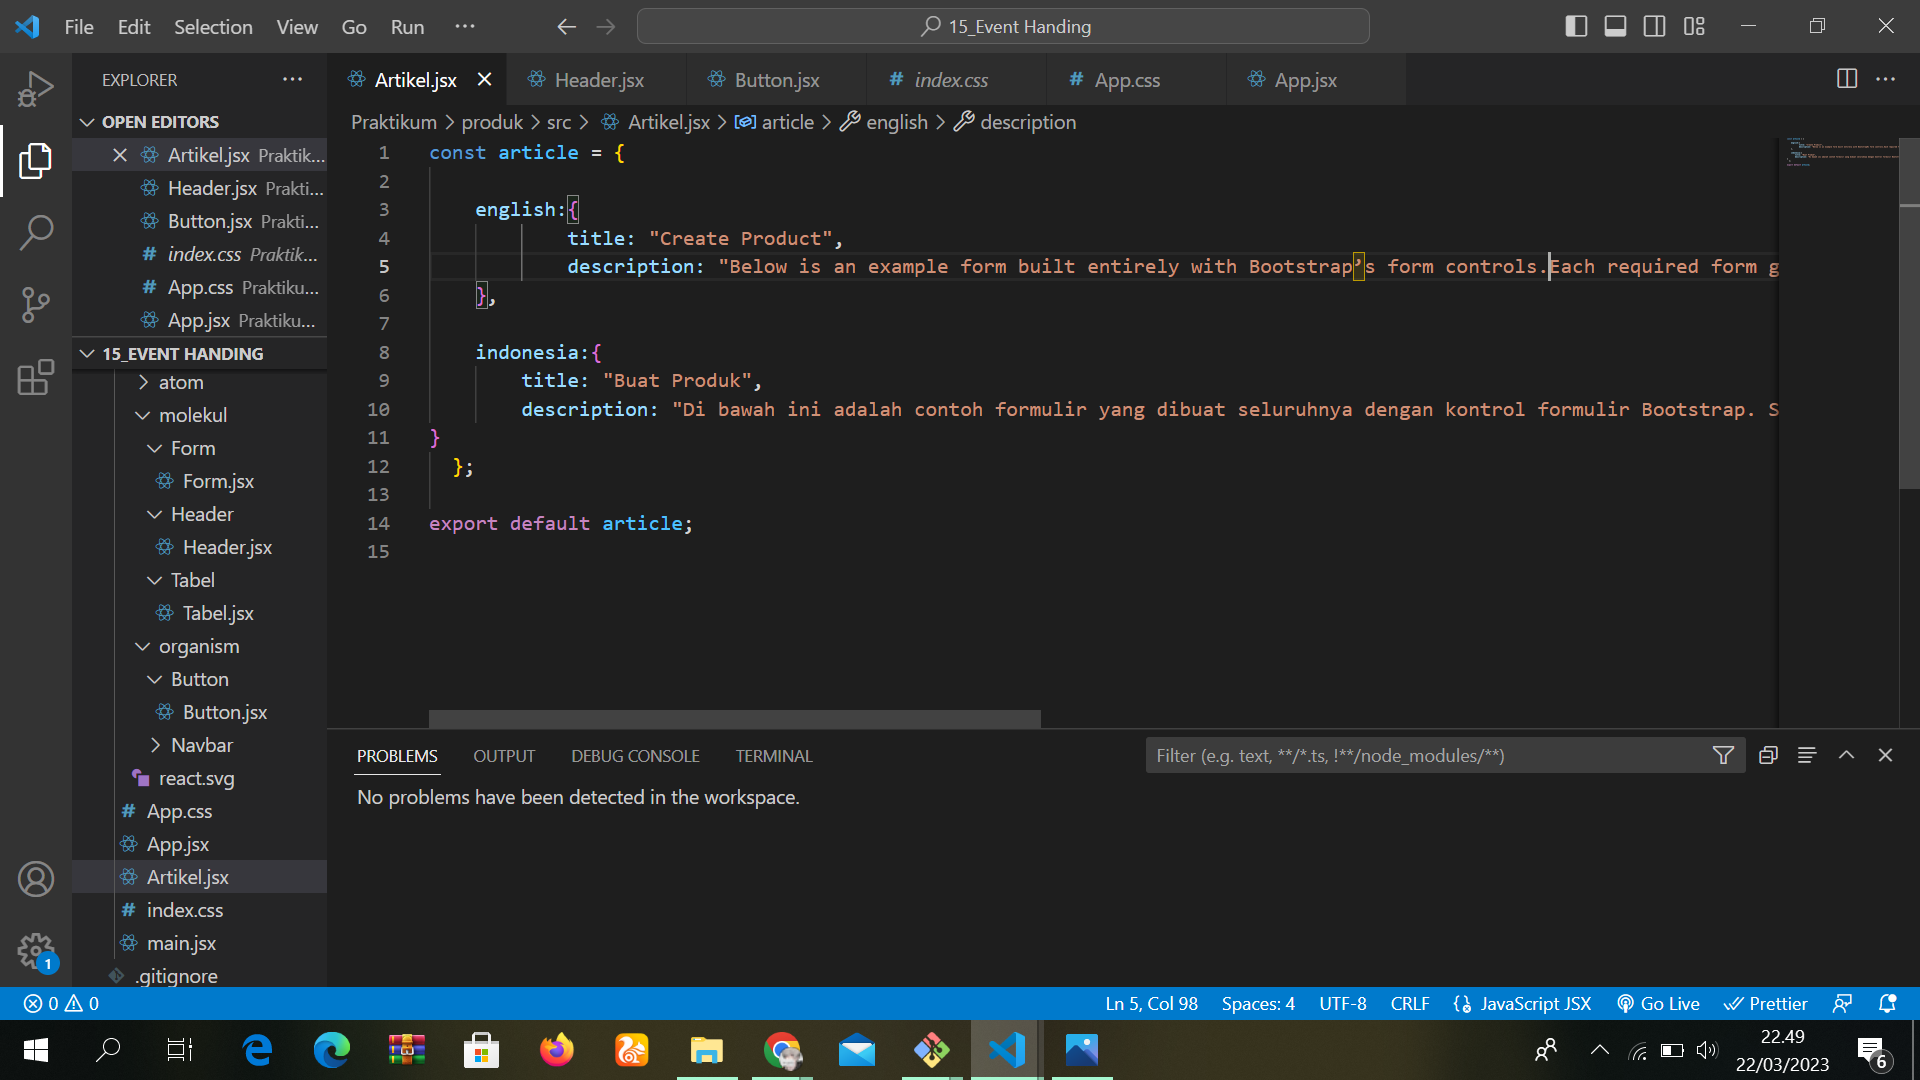 File Edit Selection View Go Run ···
15_Event Handing
EXPLORER ···
OPEN EDITORS
Artikel.jsx Praktik...
Header.jsx Prakti...
Button.jsx Prakti...
index.css Praktik...
App.css Praktiku...
App.jsx Praktiku...
15_EVENT HANDING
atom
molekul
Form
Form.jsx
Header
Header.jsx
Tabel
Tabel.jsx
organism
Button
Button.jsx
Navbar
react.svg
App.css
App.jsx
Artikel.jsx
index.css
main.jsx
.gitignore
1
Artikel.jsx Header.jsx Button.jsx # index.css # App.css App.jsx ···
Praktikum > produk > src > Artikel.jsx > article > english > description
1 const article = {
2
3 english:{
4 title: "Create Product",
5 description: "Below is an example form built entirely with Bootstrap’s form controls.Each required form g
6 },
7
8 indonesia:{
9 title: "Buat Produk",
10 description: "Di bawah ini adalah contoh formulir yang dibuat seluruhnya dengan kontrol formulir Bootstrap. S
11 }
12 };
13
14 export default article;
15
PROBLEMS OUTPUT DEBUG CONSOLE TERMINAL
Filter (e.g. text, **/*.ts, !**/node_modules/**)
No problems have been detected in the workspace.
0 0 Ln 5, Col 98 Spaces: 4 UTF-8 CRLF JavaScript JSX Go Live Prettier
22.49
22/03/2023
6